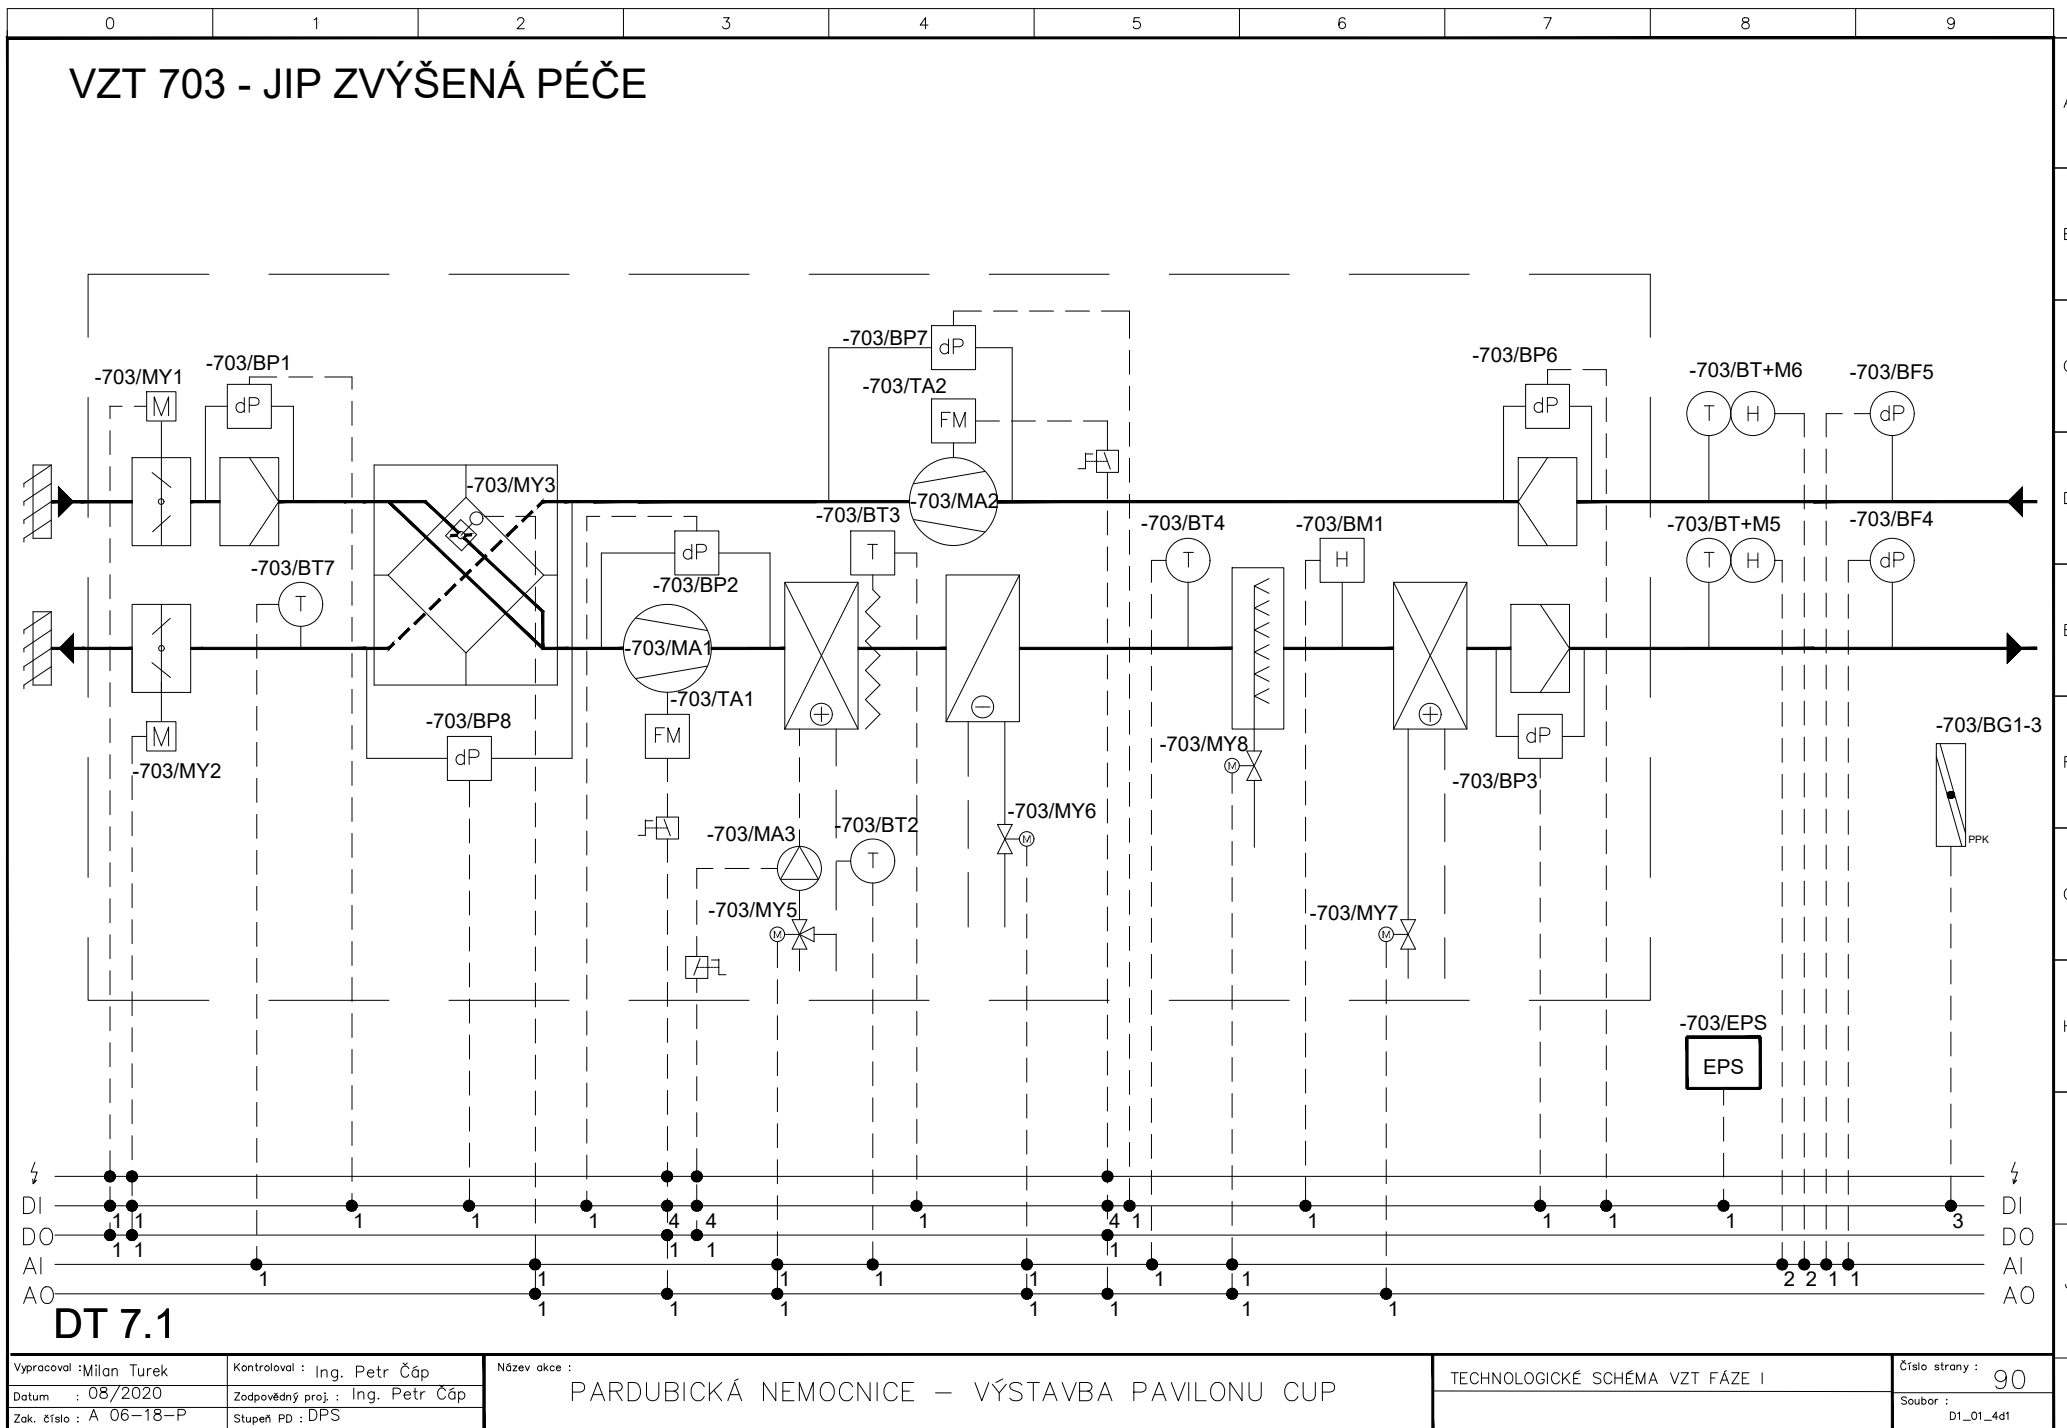 0 1 2 3 4 5 6 7 8 9
VZT 703 - JIP ZVÝŠENÁ PÉČE
-703/BP7
dP
-703/BP1
-703/BP6
-703/MY1
-703/TA2
-703/BT+M6
-703/BF5
M
dP
FM
dP
T
H
dP
-703/MY3
-703/MA2
-703/BT3
-703/BT4
-703/BM1
-703/BT+M5
-703/BF4
dP
T
T
H
T
H
dP
-703/BT7
-703/BP2
T
-703/MA1
-703/TA1
-703/BP8
-703/BG1-3
M
dP
FM
dP
-703/MY8
M
-703/MY2
-703/BP3
-703/MA3
-703/BT2
-703/MY6
M
PPK
T
-703/MY5
-703/MY7
M
M
-703/EPS
EPS
DI 1 1 1 1 1 4 4 1 4 1 1 1 1 1 3 DI
DO 1 1 1 1 1 DO
AI 1 1 1 1 1 1 1 2 2 1 1 AI
AO 1 1 1 1 1 1 1 AO
DT 7.1
Vypracoval : Milan Turek
Kontroloval : Ing. Petr Čáp
Název akce :
PARDUBICKÁ NEMOCNICE – VÝSTAVBA PAVILONU CUP
TECHNOLOGICKÉ SCHÉMA VZT FÁZE I
Číslo strany : 90
Datum : 08/2020
Zodpovědný proj. : Ing. Petr Čáp
Zak. číslo : A 06-18-P
Stupeň PD : DPS
Soubor :
D1_01_4d1